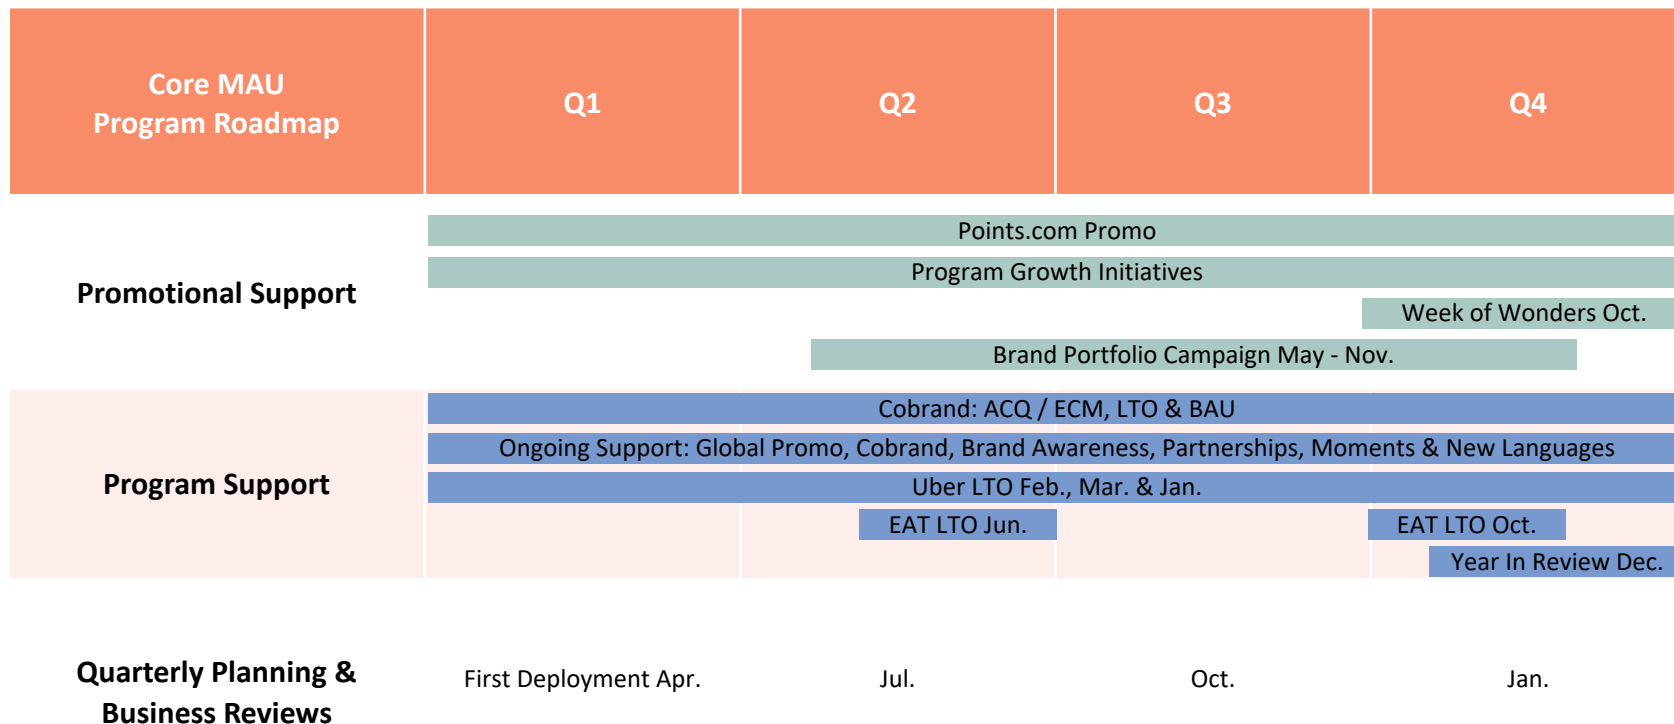 Core MAU
Program Roadmap
Q1
Q2
Q3
Q4
Promotional Support
Points.com Promo
Program Growth Initiatives
Week of Wonders Oct.
Brand Portfolio Campaign May - Nov.
Program Support
Cobrand: ACQ / ECM, LTO & BAU
Ongoing Support: Global Promo, Cobrand, Brand Awareness, Partnerships, Moments & New Languages
Uber LTO Feb., Mar. & Jan.
EAT LTO Jun.
EAT LTO Oct.
Year In Review Dec.
Quarterly Planning &
Business Reviews
First Deployment Apr.
Jul.
Oct.
Jan.